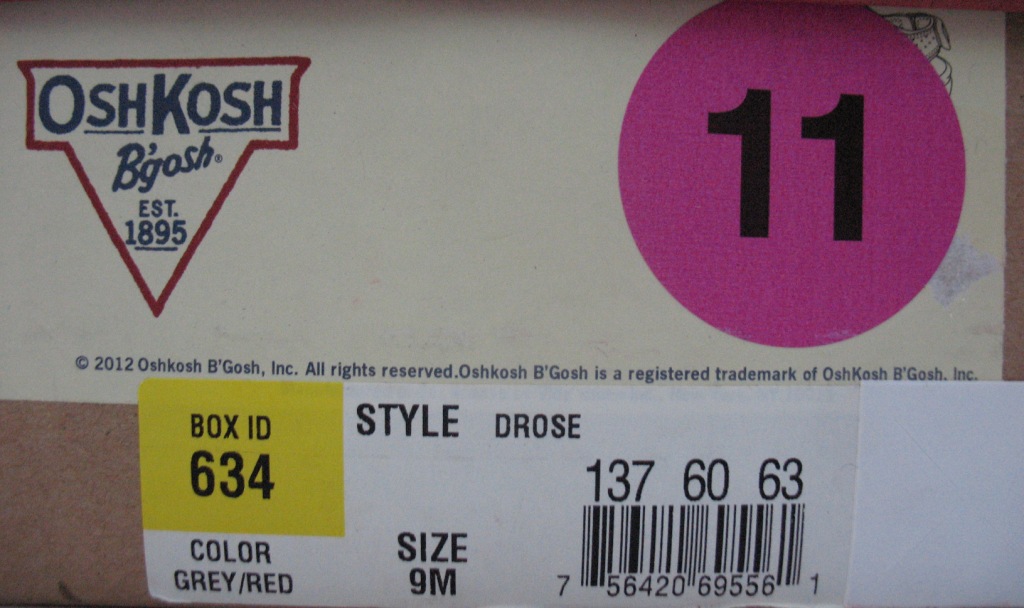 OSHKOSH
B'gosh®
EST.
1895
11
© 2012 Oshkosh B'Gosh, Inc. All rights reserved.Oshkosh B'Gosh is a registered trademark of OshKosh B'Gosh, Inc.
BOX ID
634
STYLE DROSE
137 60 63
COLOR
GREY/RED
SIZE
9M
7 56420 69556 1